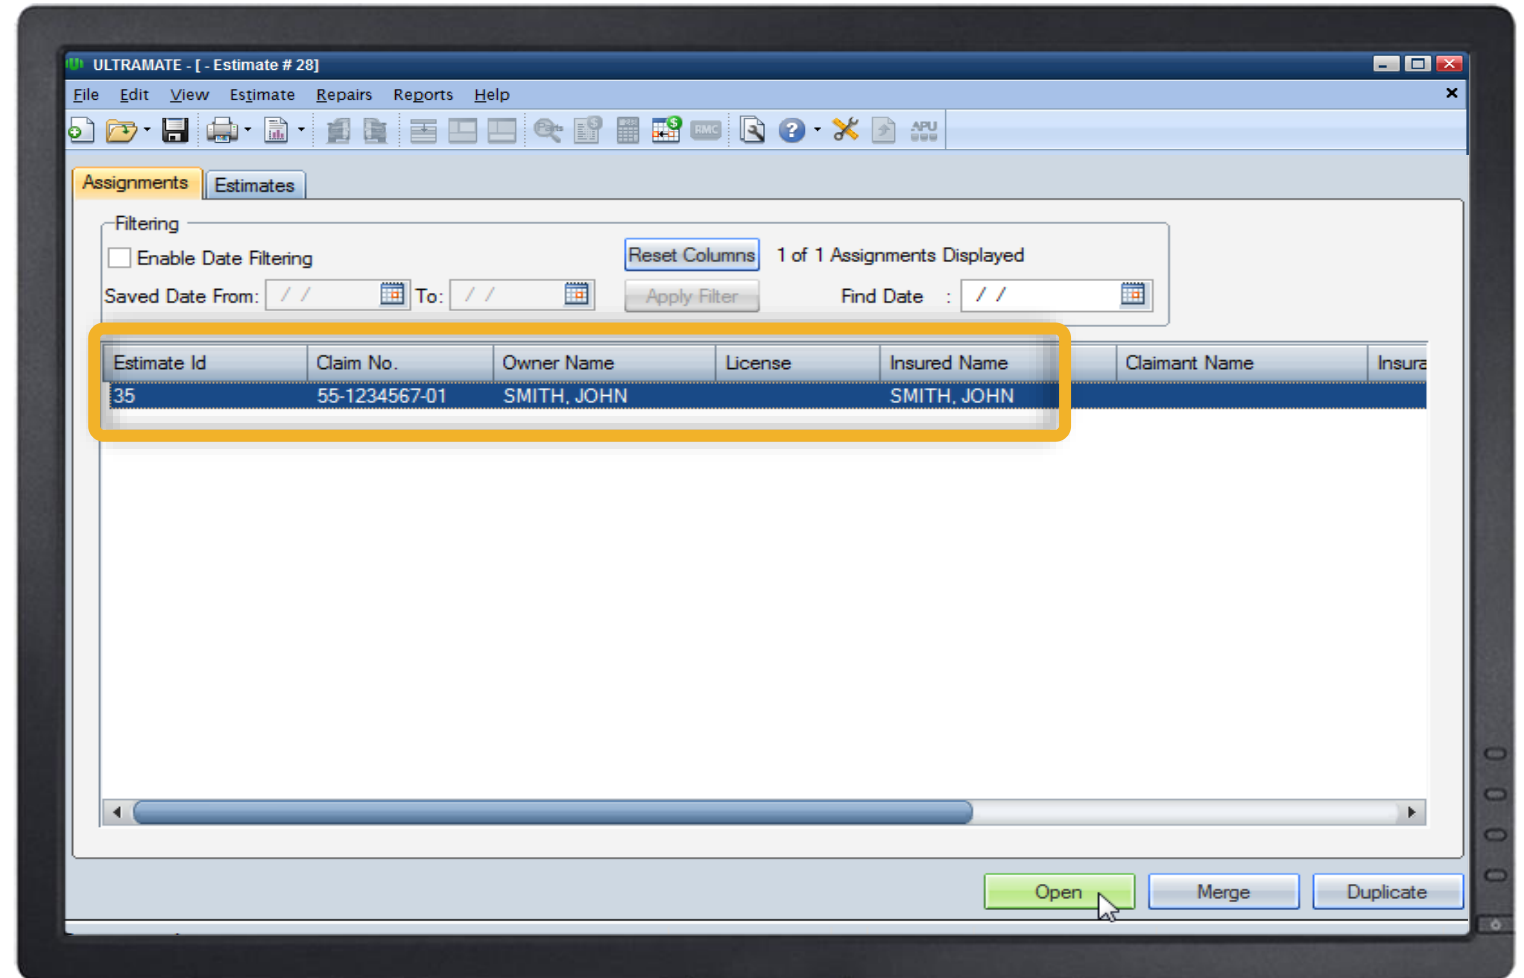 ULTRAMATE - [ - Estimate # 28]
File Edit View Estimate Repairs Reports Help
RMC APU
Assignments Estimates
Filtering
Enable Date Filtering Reset Columns 1 of 1 Assignments Displayed
Saved Date From: / / To: / / Apply Filter Find Date : / /
Estimate Id Claim No. Owner Name License Insured Name Claimant Name Insura
35 55-1234567-01 SMITH, JOHN SMITH, JOHN
Open Merge Duplicate